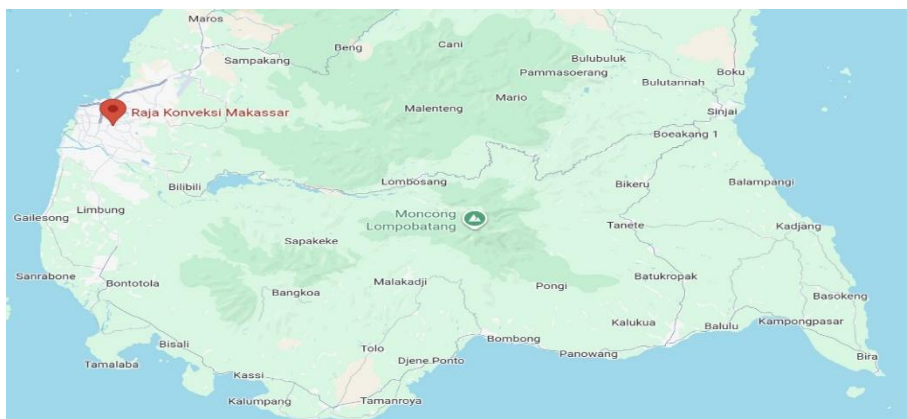 Maros
Beng
Cani
Sampakang
Bulubuluk
Pammasoerang
Boku
Bulutannah
Raja Konveksi Makassar
Malenteng
Mario
Sinjai
Boeakang 1
Bilibili
Lombosang
Bikeru
Balampangi
Limbung
Gailesong
Moncong
Lompobatang
Tanete
Kadjang
Sapakeke
Sanrabone
Bontotola
Malakadji
Batukropak
Bangkoa
Pongi
Basokeng
Kalukua
Balulu
Kampongpasar
Bisali
Tolo
Bombong
Panowang
Bira
Tamalaba
Djene Ponto
Kassi
Kalumpang
Tamanroya